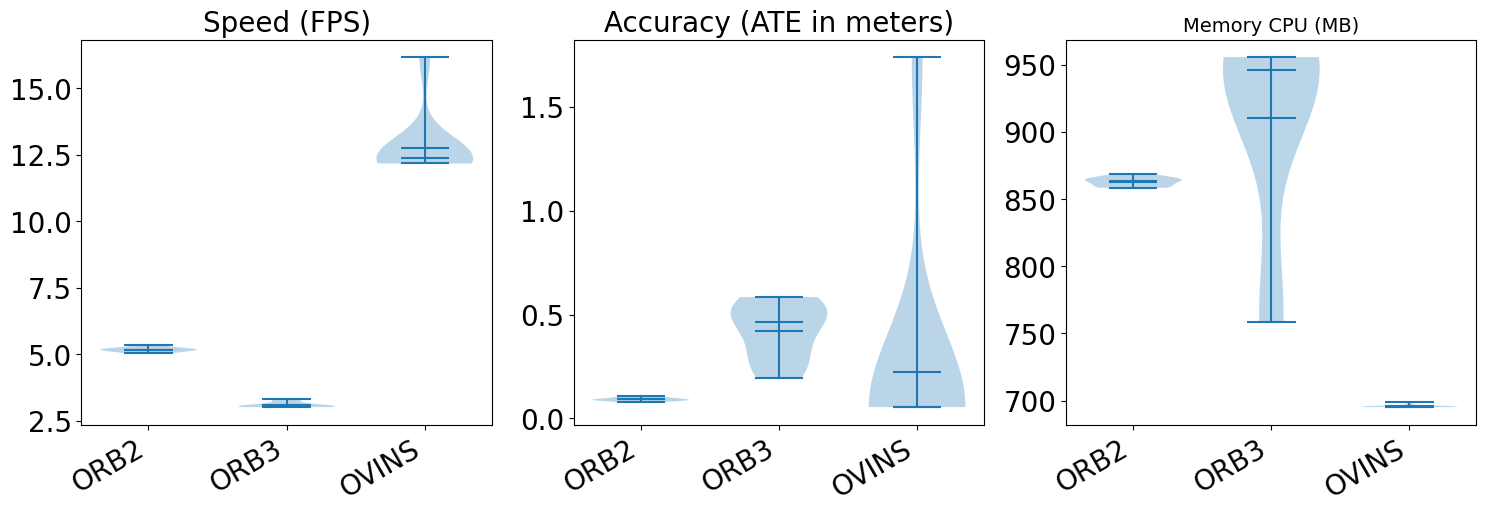 Speed (FPS)
15.0
12.5
10.0
7.5
5.0
2.5
ORB2
ORB3
OVINS
Accuracy (ATE in meters)
1.5
1.0
0.5
0.0
ORB2
ORB3
OVINS
Memory CPU (MB)
950
900
850
800
750
700
ORB2
ORB3
OVINS